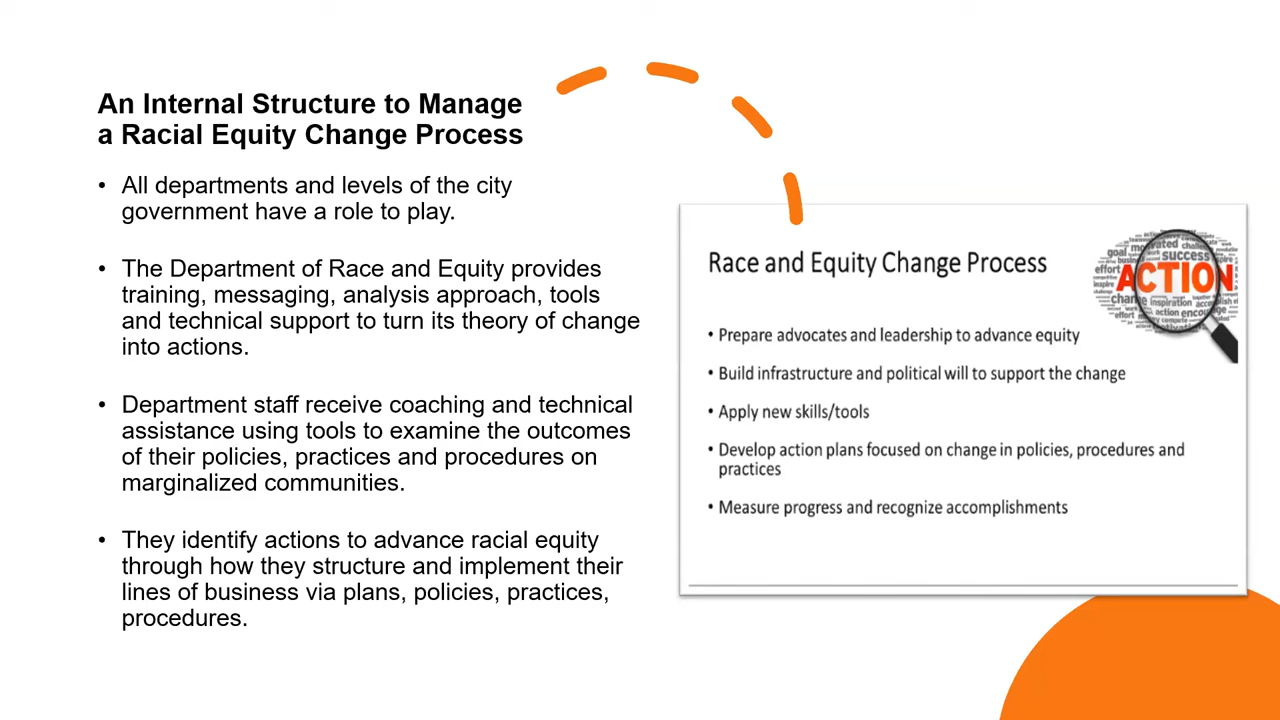 An Internal Structure to Manage
a Racial Equity Change Process
• All departments and levels of the city
government have a role to play.
• The Department of Race and Equity provides
training, messaging, analysis approach, tools
and technical support to turn its theory of change
into actions.
• Department staff receive coaching and technical
assistance using tools to examine the outcomes
of their policies, practices and procedures on
marginalized communities.
• They identify actions to advance racial equity
through how they structure and implement their
lines of business via plans, policies, practices,
procedures.
Race and Equity Change Process
• Prepare advocates and leadership to advance equity
• Build infrastructure and political will to support the change
• Apply new skills/tools
• Develop action plans focused on change in policies, procedures and
practices
• Measure progress and recognize accomplishments
goal
success
effort
ACTION
inspiration
effort